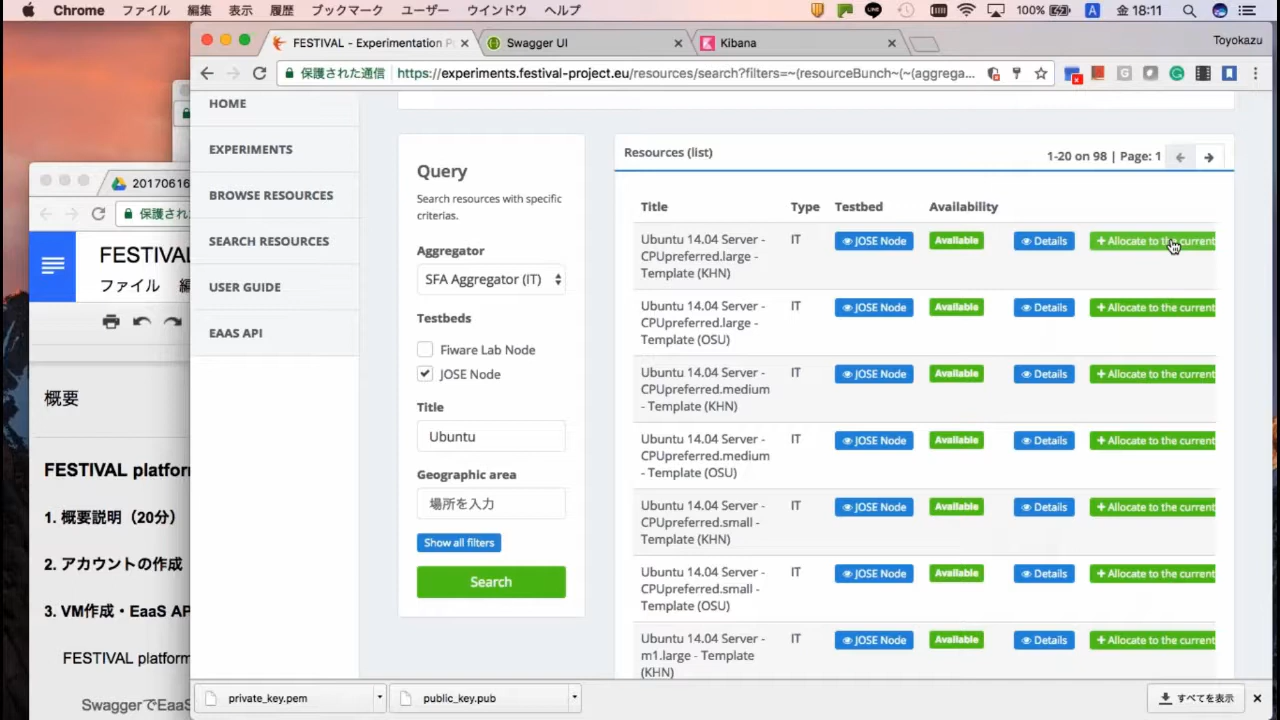 Chrome ファイル 編集 表示 履歴 ブックマーク ユーザー ウインドウ ヘルプ 100% A 金 18:11
FESTIVAL - Experimentation P
Swagger UI
Kibana
Toyokazu
保護された通信 https://experiments.festival-project.eu/resources/search?filters=~(resourceBunch~(~(aggrega...
HOME
EXPERIMENTS
BROWSE RESOURCES
SEARCH RESOURCES
USER GUIDE
EAAS API
20170616
保護され
FESTIVAL
ファイル 編
概要
FESTIVAL platforr
1. 概要説明（20分）
2. アカウントの作成
3. VM作成・EaaS AP
FESTIVAL platform
SwaggerでEaaS
Query
Search resources with specific
criterias.
Aggregator
SFA Aggregator (IT)
Testbeds
Fiware Lab Node
JOSE Node
Title
Ubuntu
Geographic area
場所を入力
Show all filters
Search
Resources (list)
1-20 on 98 | Page: 1
Title Type Testbed Availability
Ubuntu 14.04 Server - IT JOSE Node Available Details + Allocate to the current
CPUpreferred.large -
Template (KHN)
Ubuntu 14.04 Server - IT JOSE Node Available Details + Allocate to the current
CPUpreferred.large -
Template (OSU)
Ubuntu 14.04 Server - IT JOSE Node Available Details + Allocate to the current
CPUpreferred.medium
- Template (KHN)
Ubuntu 14.04 Server - IT JOSE Node Available Details + Allocate to the current
CPUpreferred.medium
- Template (OSU)
Ubuntu 14.04 Server - IT JOSE Node Available Details + Allocate to the current
CPUpreferred.small -
Template (KHN)
Ubuntu 14.04 Server - IT JOSE Node Available Details + Allocate to the current
CPUpreferred.small -
Template (OSU)
Ubuntu 14.04 Server - IT JOSE Node Available Details + Allocate to the current
m1.large - Template
(KHN)
private_key.pem
public_key.pub
すべてを表示